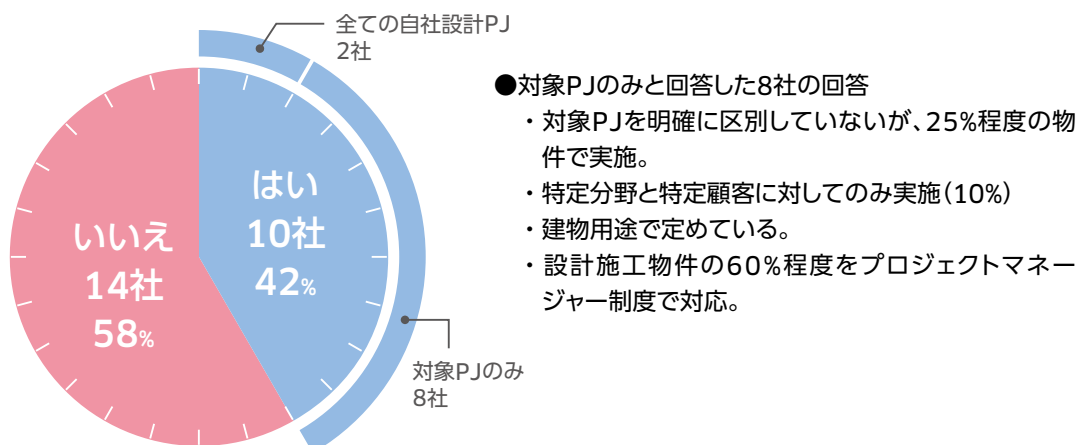 全ての自社設計PJ
2社
はい
10社
42%
いいえ
14社
58%
対象PJのみ
8社
●対象PJのみと回答した8社の回答
・対象PJを明確に区別していないが、25%程度の物
件で実施。
・特定分野と特定顧客に対してのみ実施(10%)
・建物用途で定めている。
・設計施工物件の60%程度をプロジェクトマネー
ジャー制度で対応。